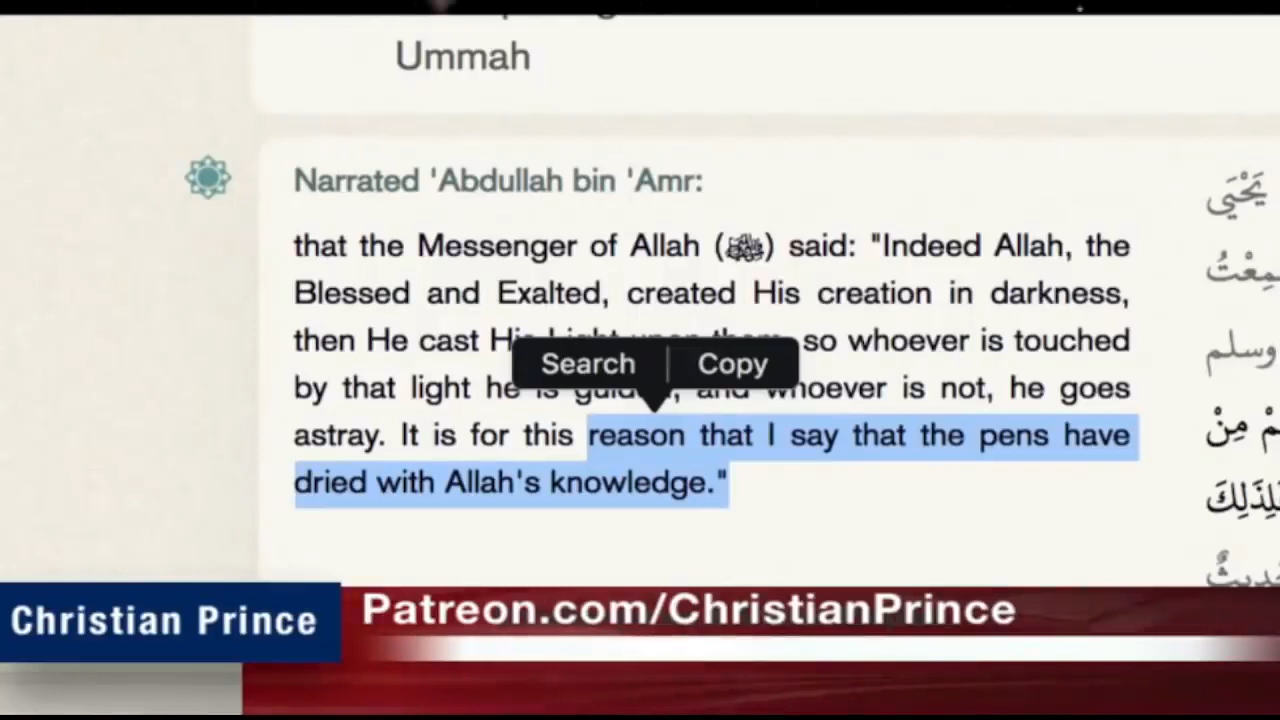 Ummah
Narrated 'Abdullah bin 'Amr:
that the Messenger of Allah (ﷺ) said: "Indeed Allah, the
Blessed and Exalted, created His creation in darkness,
then He cast so whoever is touched
by that light he whoever is not, he goes
astray. It is for this reason that I say that the pens have
dried with Allah's knowledge."
Search Copy
يَحْيَى
وسلم
مِنْ
Christian Prince
Patreon.com/ChristianPrince